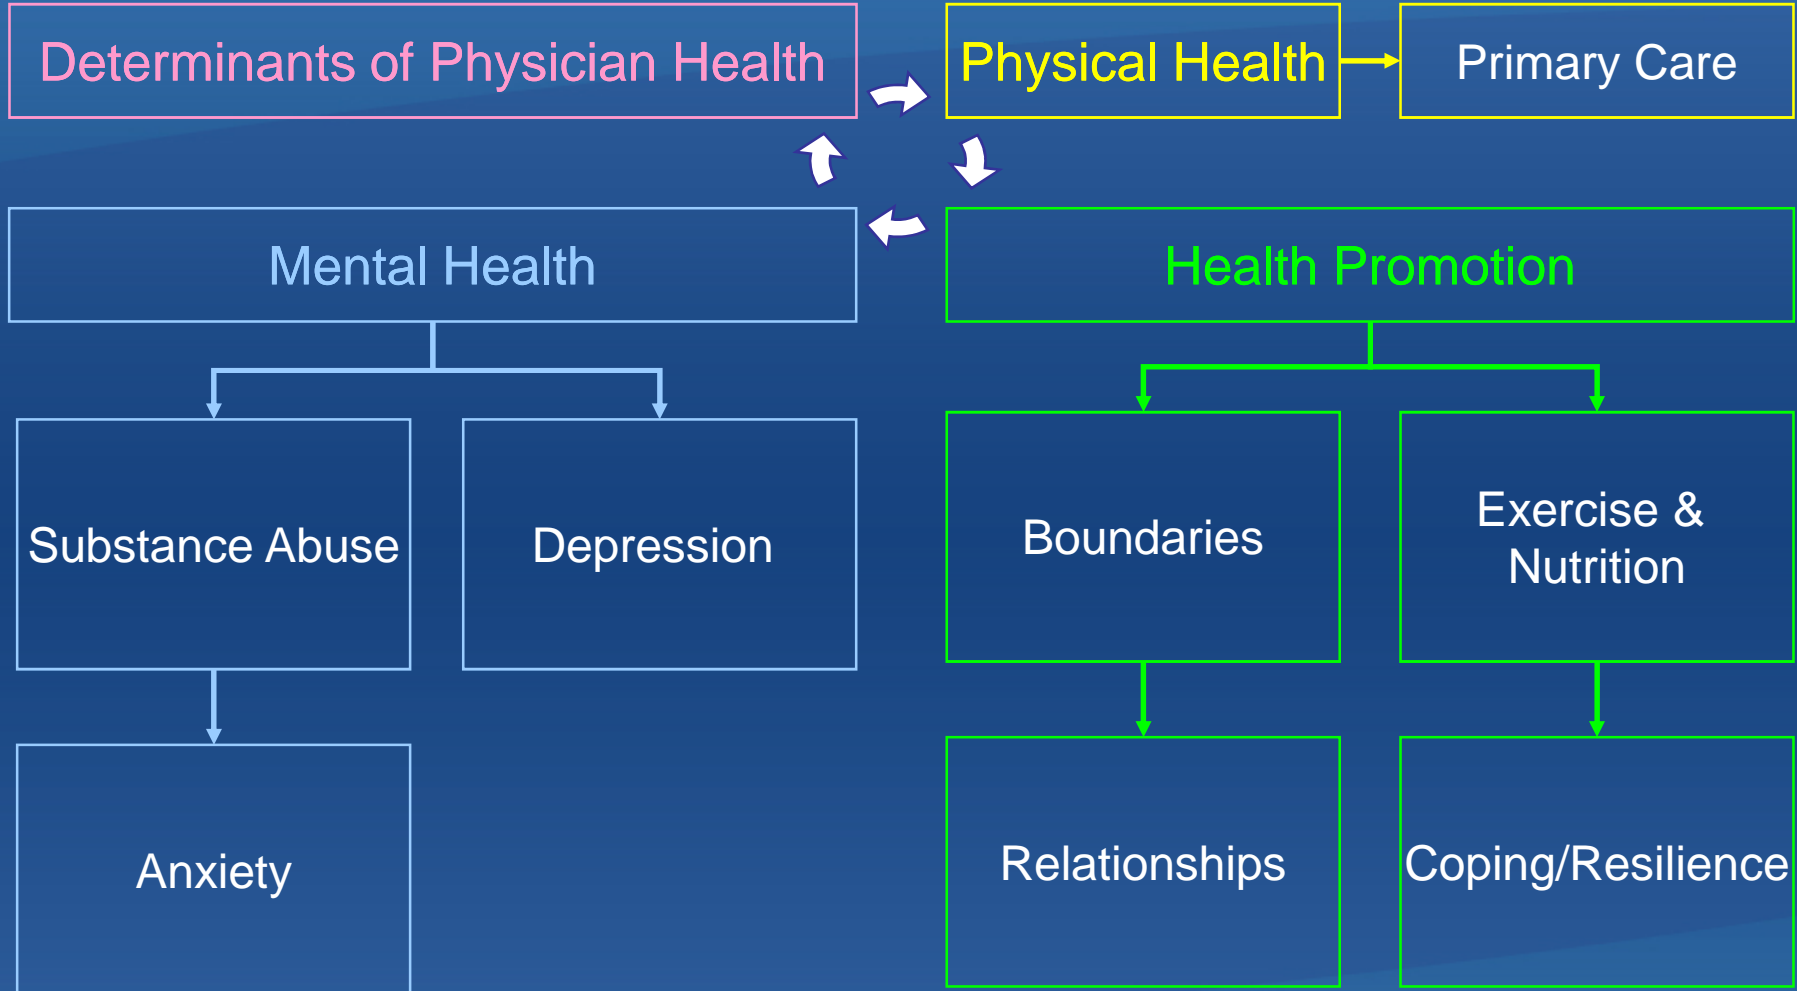 Determinants of Physician Health
Physical Health
Primary Care
Mental Health
Health Promotion
Substance Abuse
Depression
Boundaries
Exercise &
Nutrition
Anxiety
Relationships
Coping/Resilience